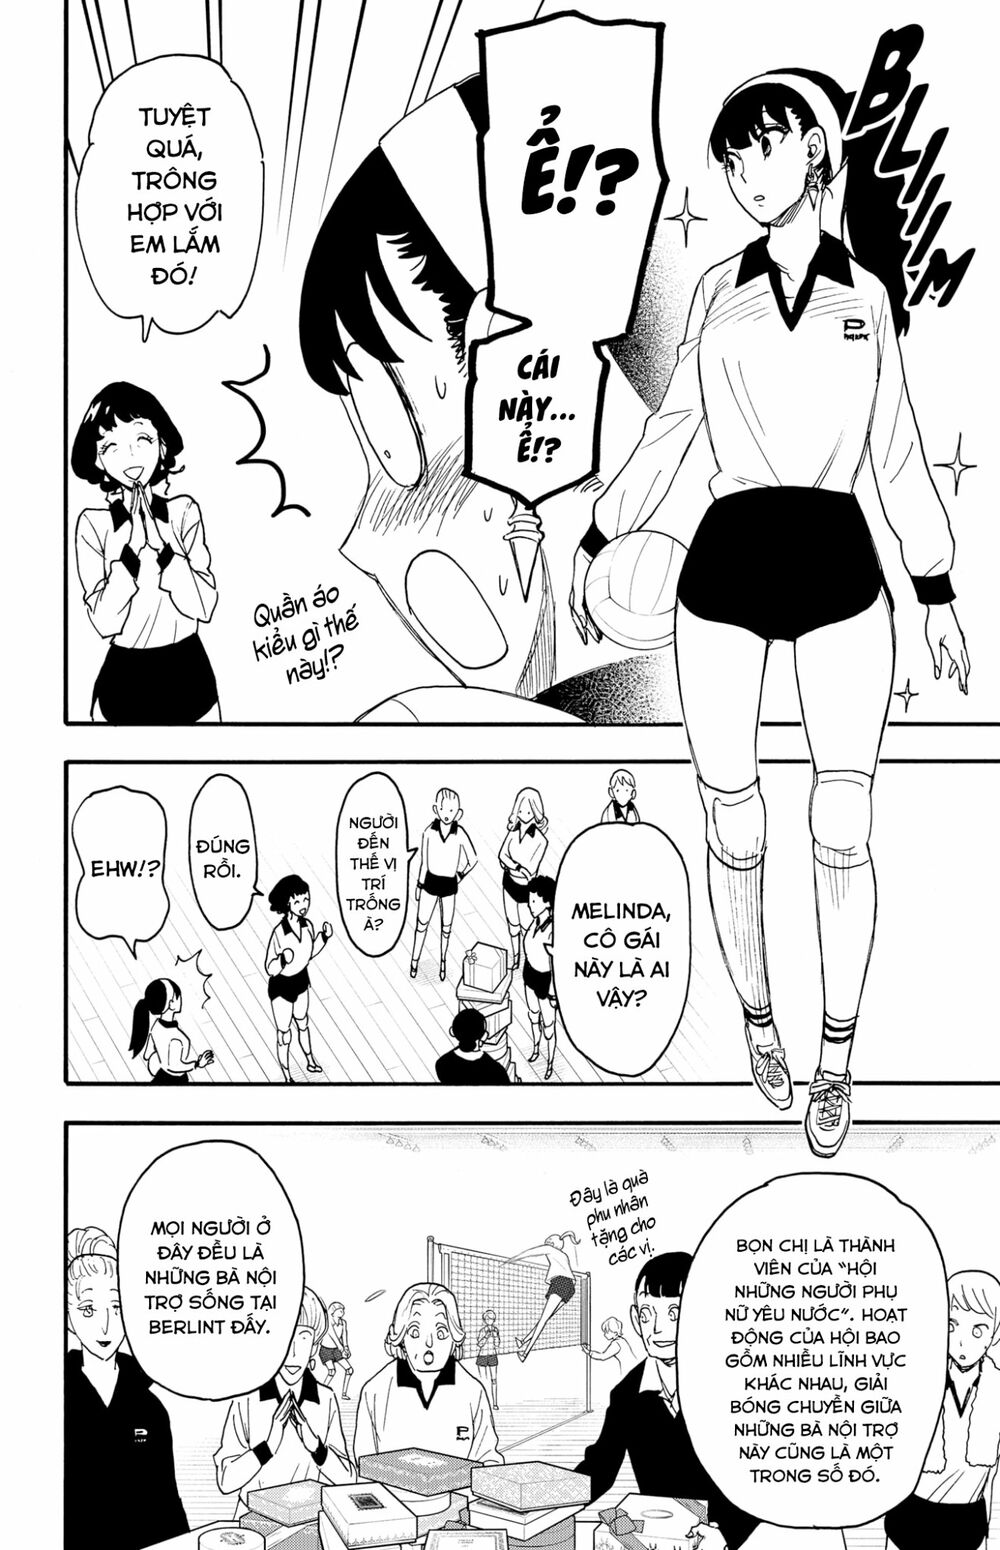 BLIIIM
Ể!?
CÁI
NÀY...
Ể!?
TUYỆT
QUÁ,
TRÔNG
HỢP VỚI
EM LẮM
ĐÓ!
Quần áo
kiểu gì thế
này!?
P
MELINDA,
CÔ GÁI
NÀY LÀ AI
VẬY?
NGƯỜI
ĐẾN
THẾ VỊ
TRÍ
TRỐNG
À?
ĐÚNG
RỒI.
EHW!?
BỌN CHỊ LÀ THÀNH
VIÊN CỦA “HỘI
NHỮNG NGƯỜI PHỤ
NỮ YÊU NƯỚC”. HOẠT
ĐỘNG CỦA HỘI BAO
GỒM NHIỀU LĨNH VỰC
KHÁC NHAU, GIẢI
BÓNG CHUYỀN GIỮA
NHỮNG BÀ NỘI TRỢ
NÀY CŨNG LÀ MỘT
TRONG SỐ ĐÓ.
Đây là quà
phu nhân
tặng cho
các vị.
MỌI NGƯỜI Ở
ĐÂY ĐỀU LÀ
NHỮNG BÀ NỘI
TRỢ SỐNG TẠI
BERLINT ĐẤY.
P